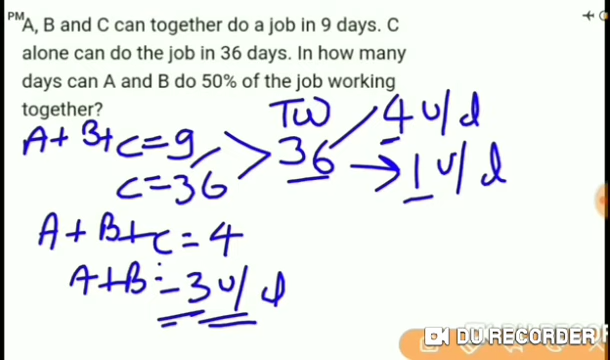 PM
A, B and C can together do a job in 9 days. C
alone can do the job in 36 days. In how many
days can A and B do 50% of the job working
together?
TW
4 u/d
A+B+C=9
36
1 u/d
C=36
A+B+C=4
A+B=3 u/d
DU RECORDER